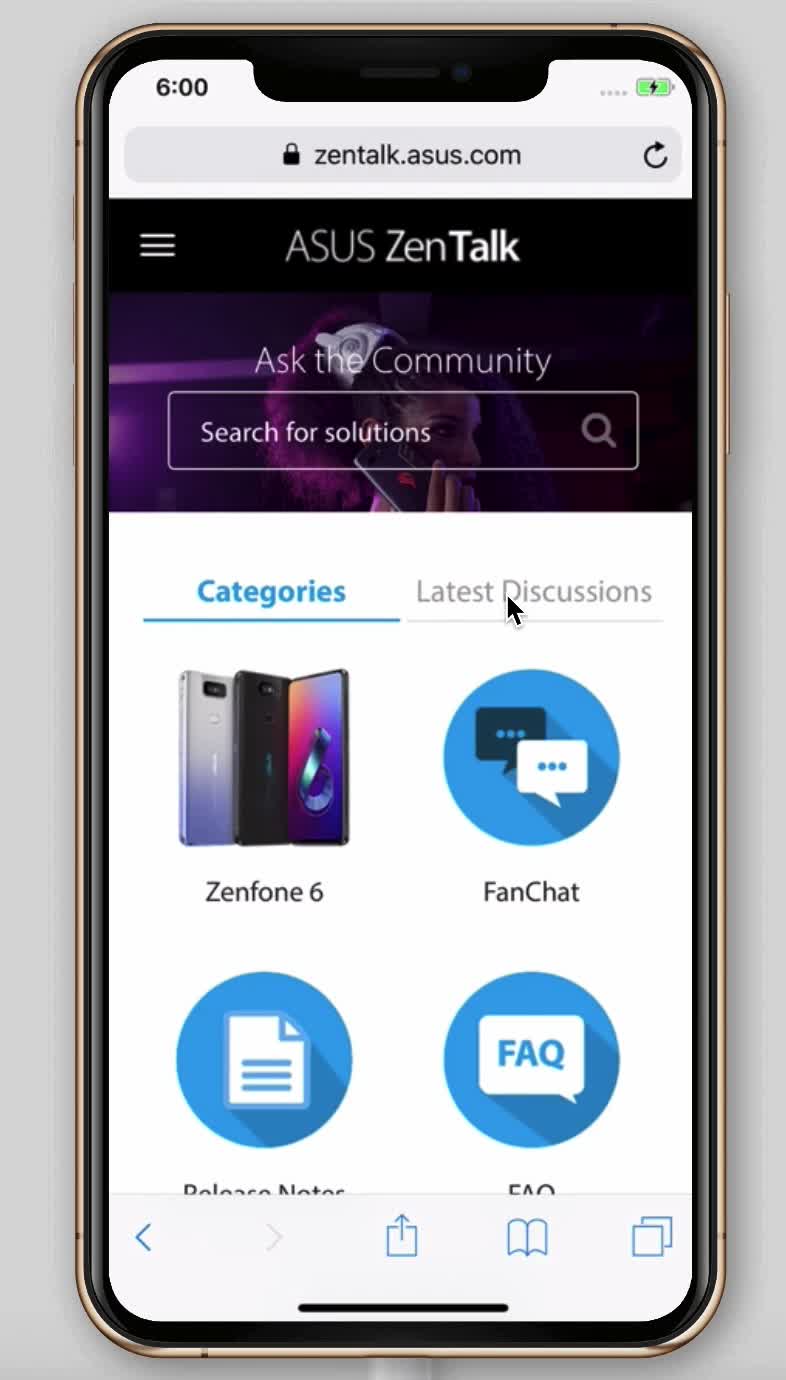 6:00
zentalk.asus.com
ASUS ZenTalk
Ask the Community
Search for solutions
Categories Latest Discussions
Zenfone 6 FanChat
FAQ
Release Notes FAQ